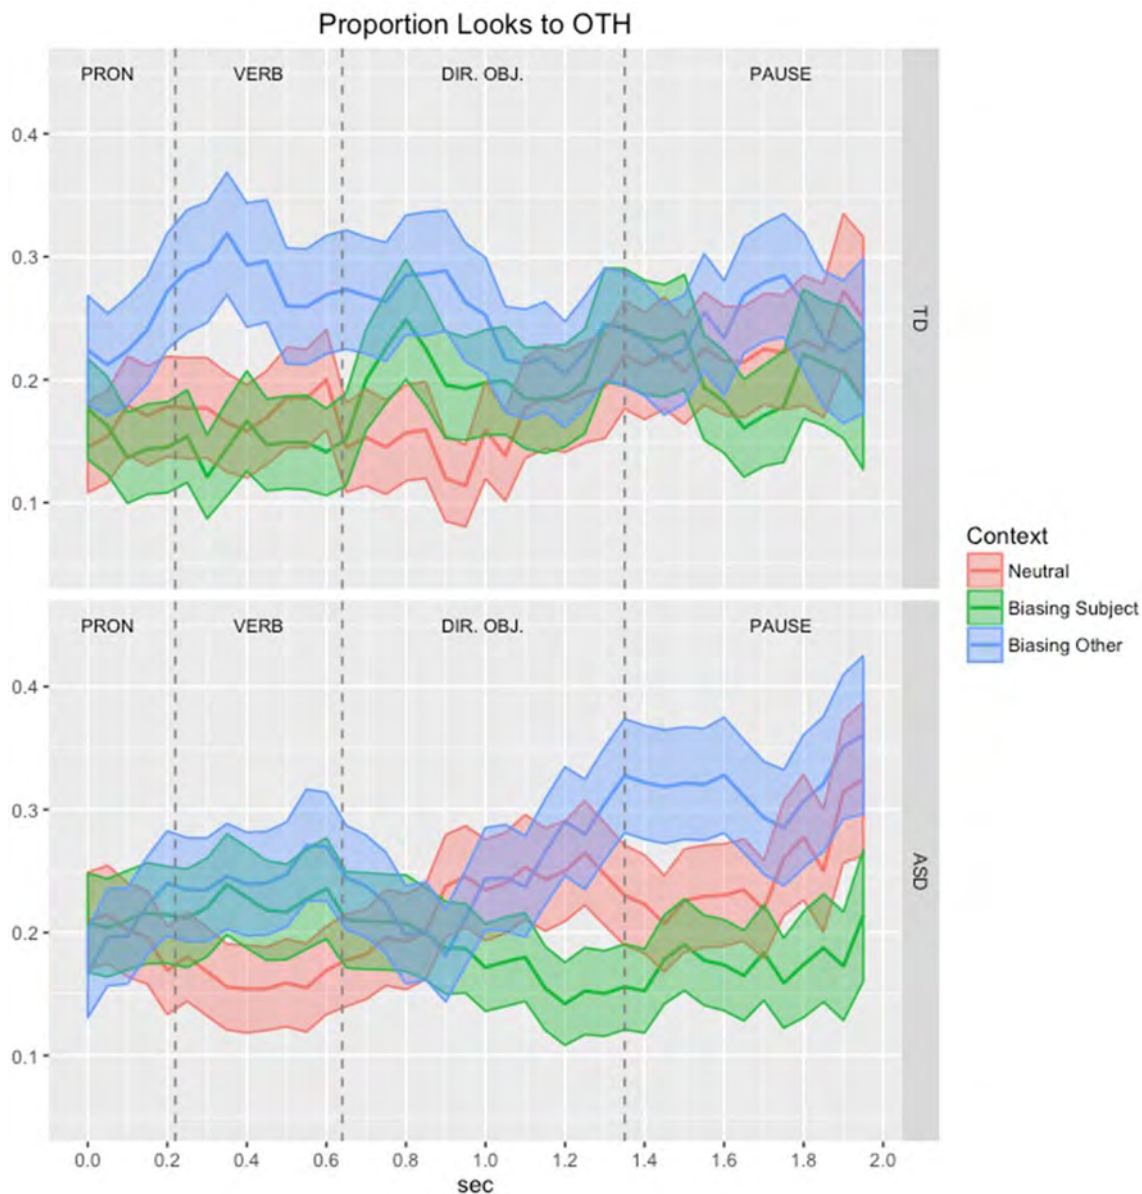 Proportion Looks to OTH
PRON VERB DIR. OBJ. PAUSE
0.4
0.3
0.2
0.1
TD
PRON VERB DIR. OBJ. PAUSE
0.4
0.3
0.2
0.1
ASD
0.0 0.2 0.4 0.6 0.8 1.0 1.2 1.4 1.6 1.8 2.0
sec
Context
Neutral
Biasing Subject
Biasing Other